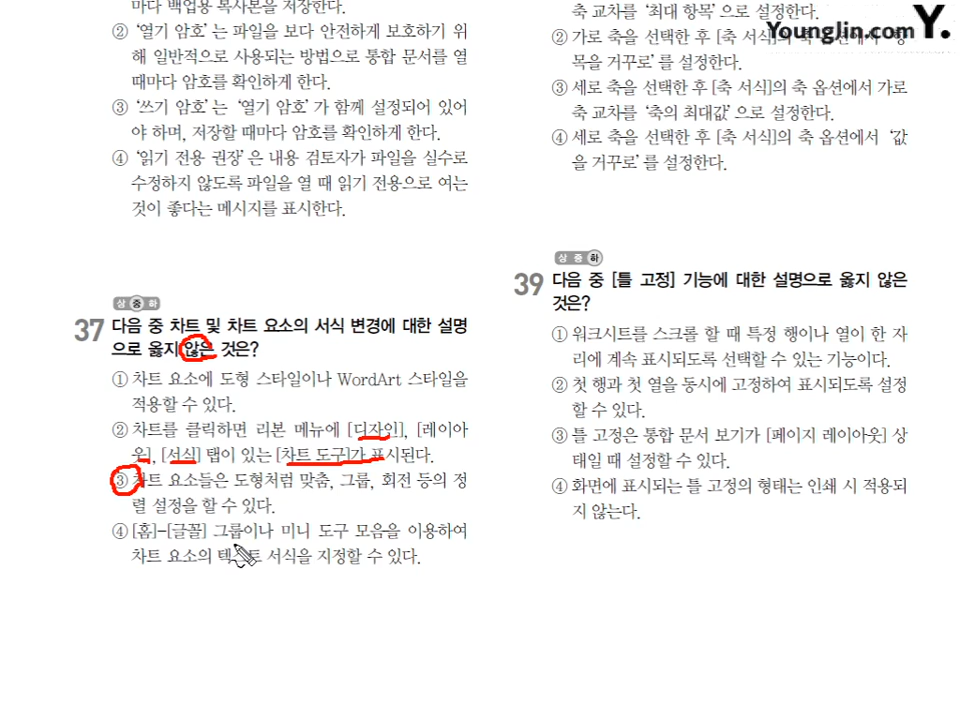 마다 백업용 복사본을 저장한다.
② ‘열기 암호’는 파일을 보다 안전하게 보호하기 위
해 일반적으로 사용되는 방법으로 통합 문서를 열
때마다 암호를 확인하게 한다.
③ ‘쓰기 암호’는 ‘열기 암호’가 함께 설정되어 있어
야 하며, 저장할 때마다 암호를 확인하게 한다.
④ ‘읽기 전용 권장’은 내용 검토자가 파일을 실수로
수정하지 않도록 파일을 열 때 읽기 전용으로 여는
것이 좋다는 메시지를 표시한다.
상 중 하
37 다음 중 차트 및 차트 요소의 서식 변경에 대한 설명
으로 옳지 않은 것은?
① 차트 요소에 도형 스타일이나 WordArt 스타일을
적용할 수 있다.
② 차트를 클릭하면 리본 메뉴에 [디자인], [레이아
웃], [서식] 탭이 있는 [차트 도구]가 표시된다.
③ 차트 요소들은 도형처럼 맞춤, 그룹, 회전 등의 정
렬 설정을 할 수 있다.
④ [홈]-[글꼴] 그룹이나 미니 도구 모음을 이용하여
차트 요소의 텍스트 서식을 지정할 수 있다.
축 교차를 ‘최대 항목’으로 설정한다.
Younglin.com Y.
② 가로 축을 선택한 후 [축 서식]의 축 옵션에서 ‘항
목을 거꾸로’를 설정한다.
③ 세로 축을 선택한 후 [축 서식]의 축 옵션에서 가로
축 교차를 ‘축의 최대값’으로 설정한다.
④ 세로 축을 선택한 후 [축 서식]의 축 옵션에서 ‘값
을 거꾸로’를 설정한다.
상 중 하
39 다음 중 [틀 고정] 기능에 대한 설명으로 옳지 않은
것은?
① 워크시트를 스크롤 할 때 특정 행이나 열이 한 자
리에 계속 표시되도록 선택할 수 있는 기능이다.
② 첫 행과 첫 열을 동시에 고정하여 표시되도록 설정
할 수 있다.
③ 틀 고정은 통합 문서 보기가 [페이지 레이아웃] 상
태일 때 설정할 수 있다.
④ 화면에 표시되는 틀 고정의 형태는 인쇄 시 적용되
지 않는다.